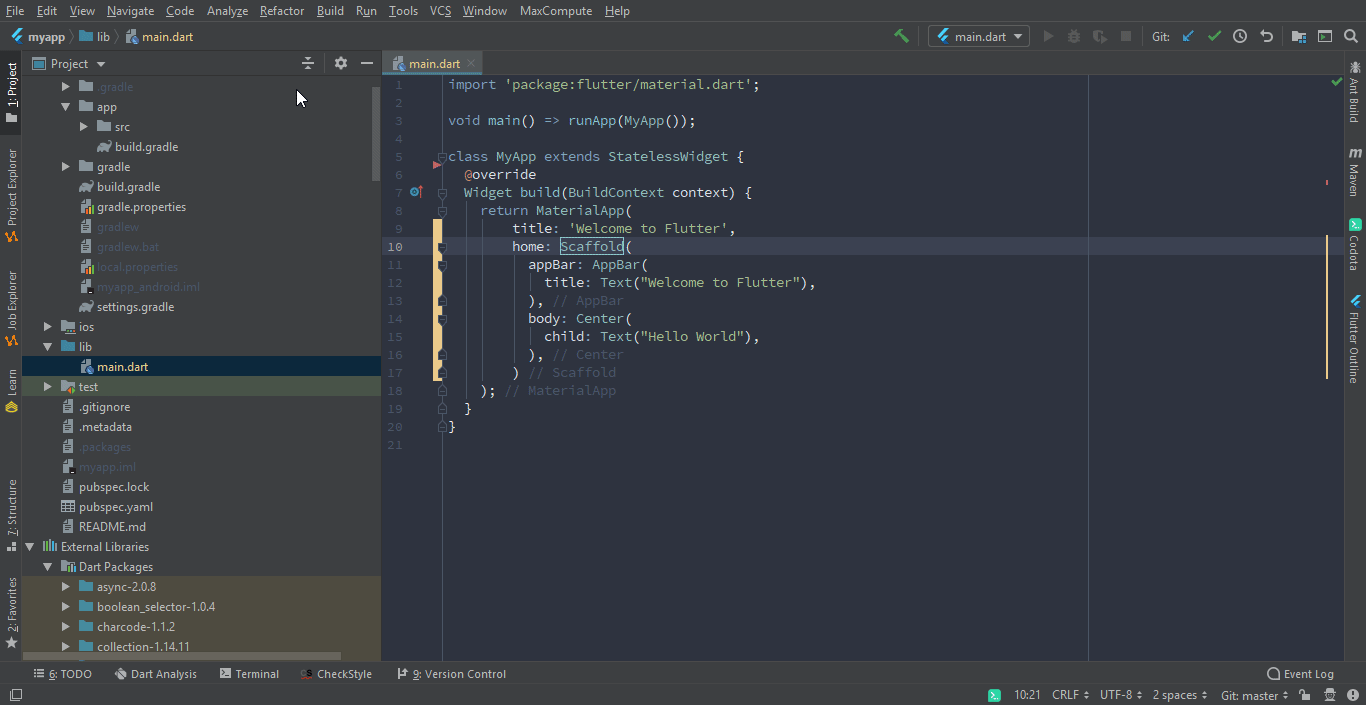 File Edit View Navigate Code Analyze Refactor Build Run Tools VCS Window MaxCompute Help
myapp lib main.dart
main.dart Git:
1: Project
Project Explorer
Job Explorer
Learn
7: Structure
2: Favorites
Project
.gradle
app
src
build.gradle
gradle
build.gradle
gradle.properties
gradlew
gradlew.bat
local.properties
myapp_android.iml
settings.gradle
ios
lib
main.dart
test
.gitignore
.metadata
.packages
myapp.iml
pubspec.lock
pubspec.yaml
README.md
External Libraries
Dart Packages
async-2.0.8
boolean_selector-1.0.4
charcode-1.1.2
collection-1.14.11
main.dart
1 import 'package:flutter/material.dart';
2
3 void main() => runApp(MyApp());
4
5 class MyApp extends StatelessWidget {
6 @override
7 Widget build(BuildContext context) {
8 return MaterialApp(
9 title: 'Welcome to Flutter',
10 home: Scaffold(
11 appBar: AppBar(
12 title: Text("Welcome to Flutter"),
13 ), // AppBar
14 body: Center(
15 child: Text("Hello World"),
16 ), // Center
17 ) // Scaffold
18 ); // MaterialApp
19 }
20 }
21
Ant Build
m Maven
Codota
Flutter Outline
6: TODO Dart Analysis Terminal CS CheckStyle 9: Version Control Event Log
10:21 CRLF UTF-8 2 spaces Git: master